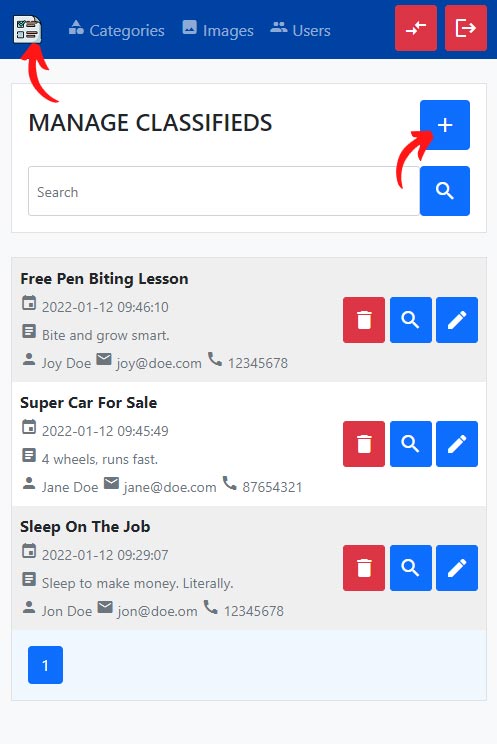 Categories Images Users
MANAGE CLASSIFIEDS
Search
Free Pen Biting Lesson
2022-01-12 09:46:10
Bite and grow smart.
Joy Doe joy@doe.com 12345678
Super Car For Sale
2022-01-12 09:45:49
4 wheels, runs fast.
Jane Doe jane@doe.com 87654321
Sleep On The Job
2022-01-12 09:29:07
Sleep to make money. Literally.
Jon Doe jon@doe.om 12345678
1